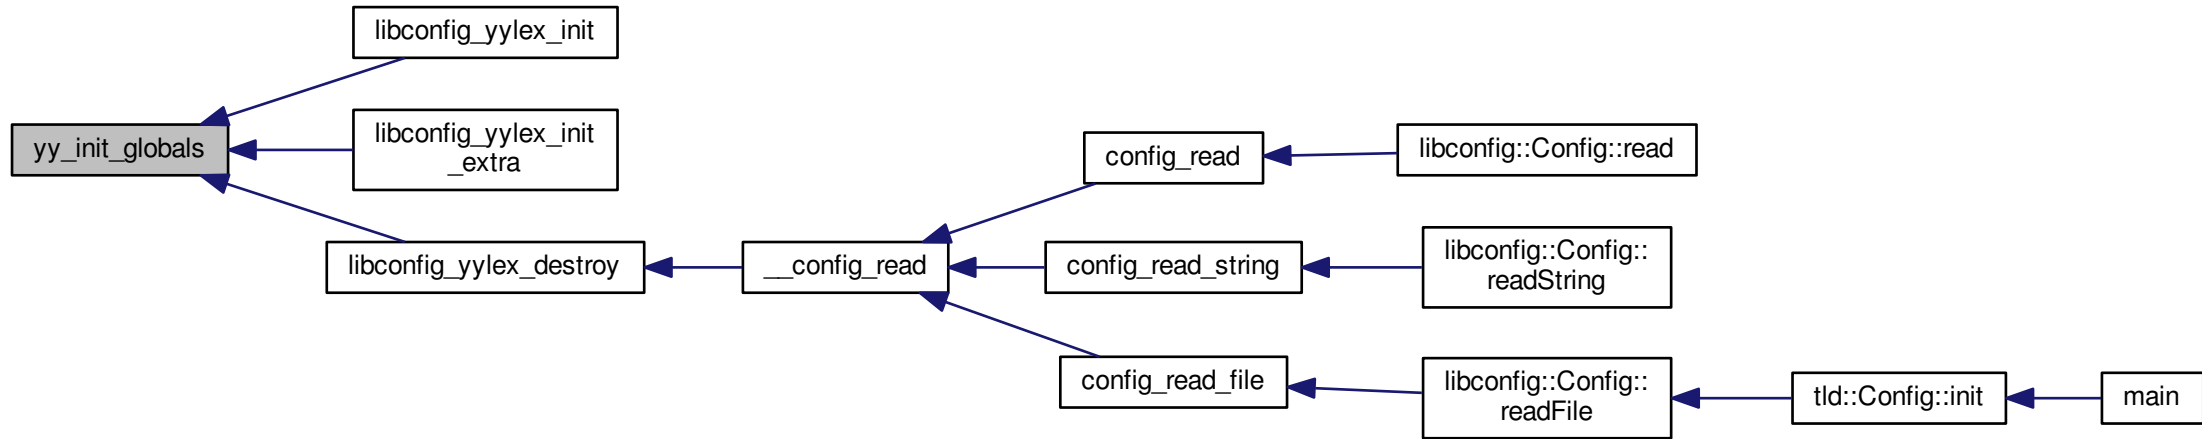 libconfig_yylex_init
yy_init_globals
libconfig_yylex_init
_extra
libconfig_yylex_destroy
__config_read
config_read
libconfig::Config::read
config_read_string
libconfig::Config::
readString
config_read_file
libconfig::Config::
readFile
tld::Config::init
main